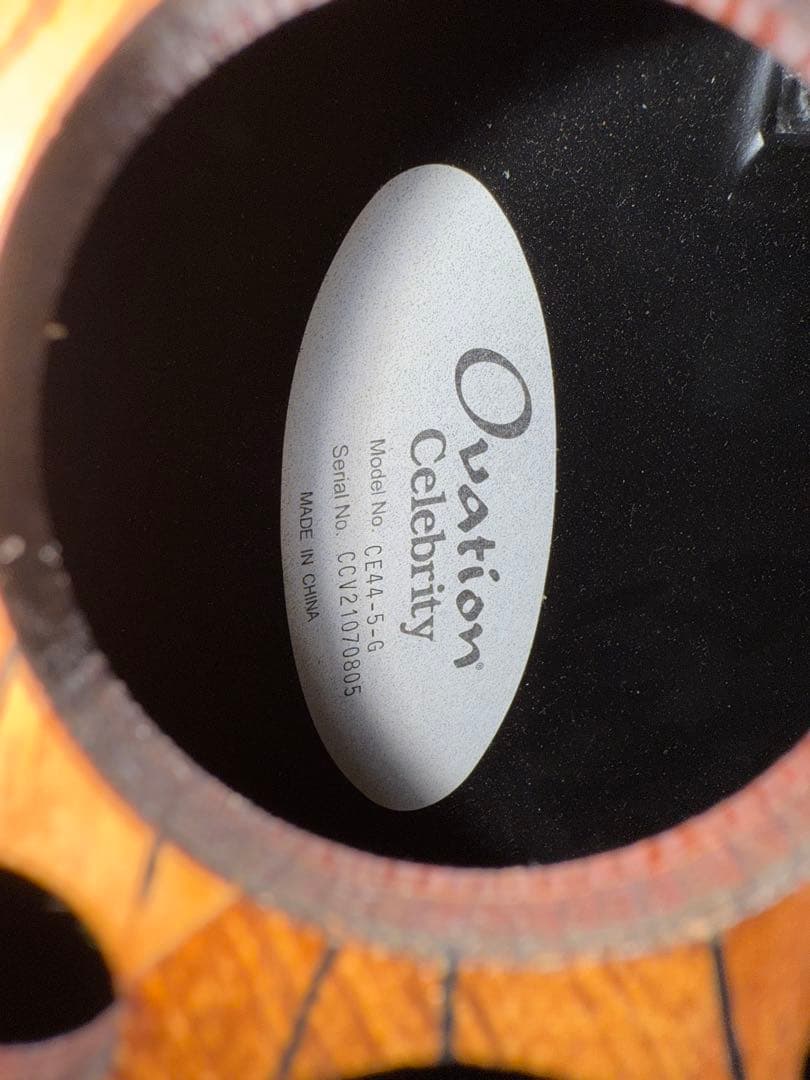 Ovation®
Celebrity
Model No. CE44-5-G
Serial No. CCV21070805
MADE IN CHINA